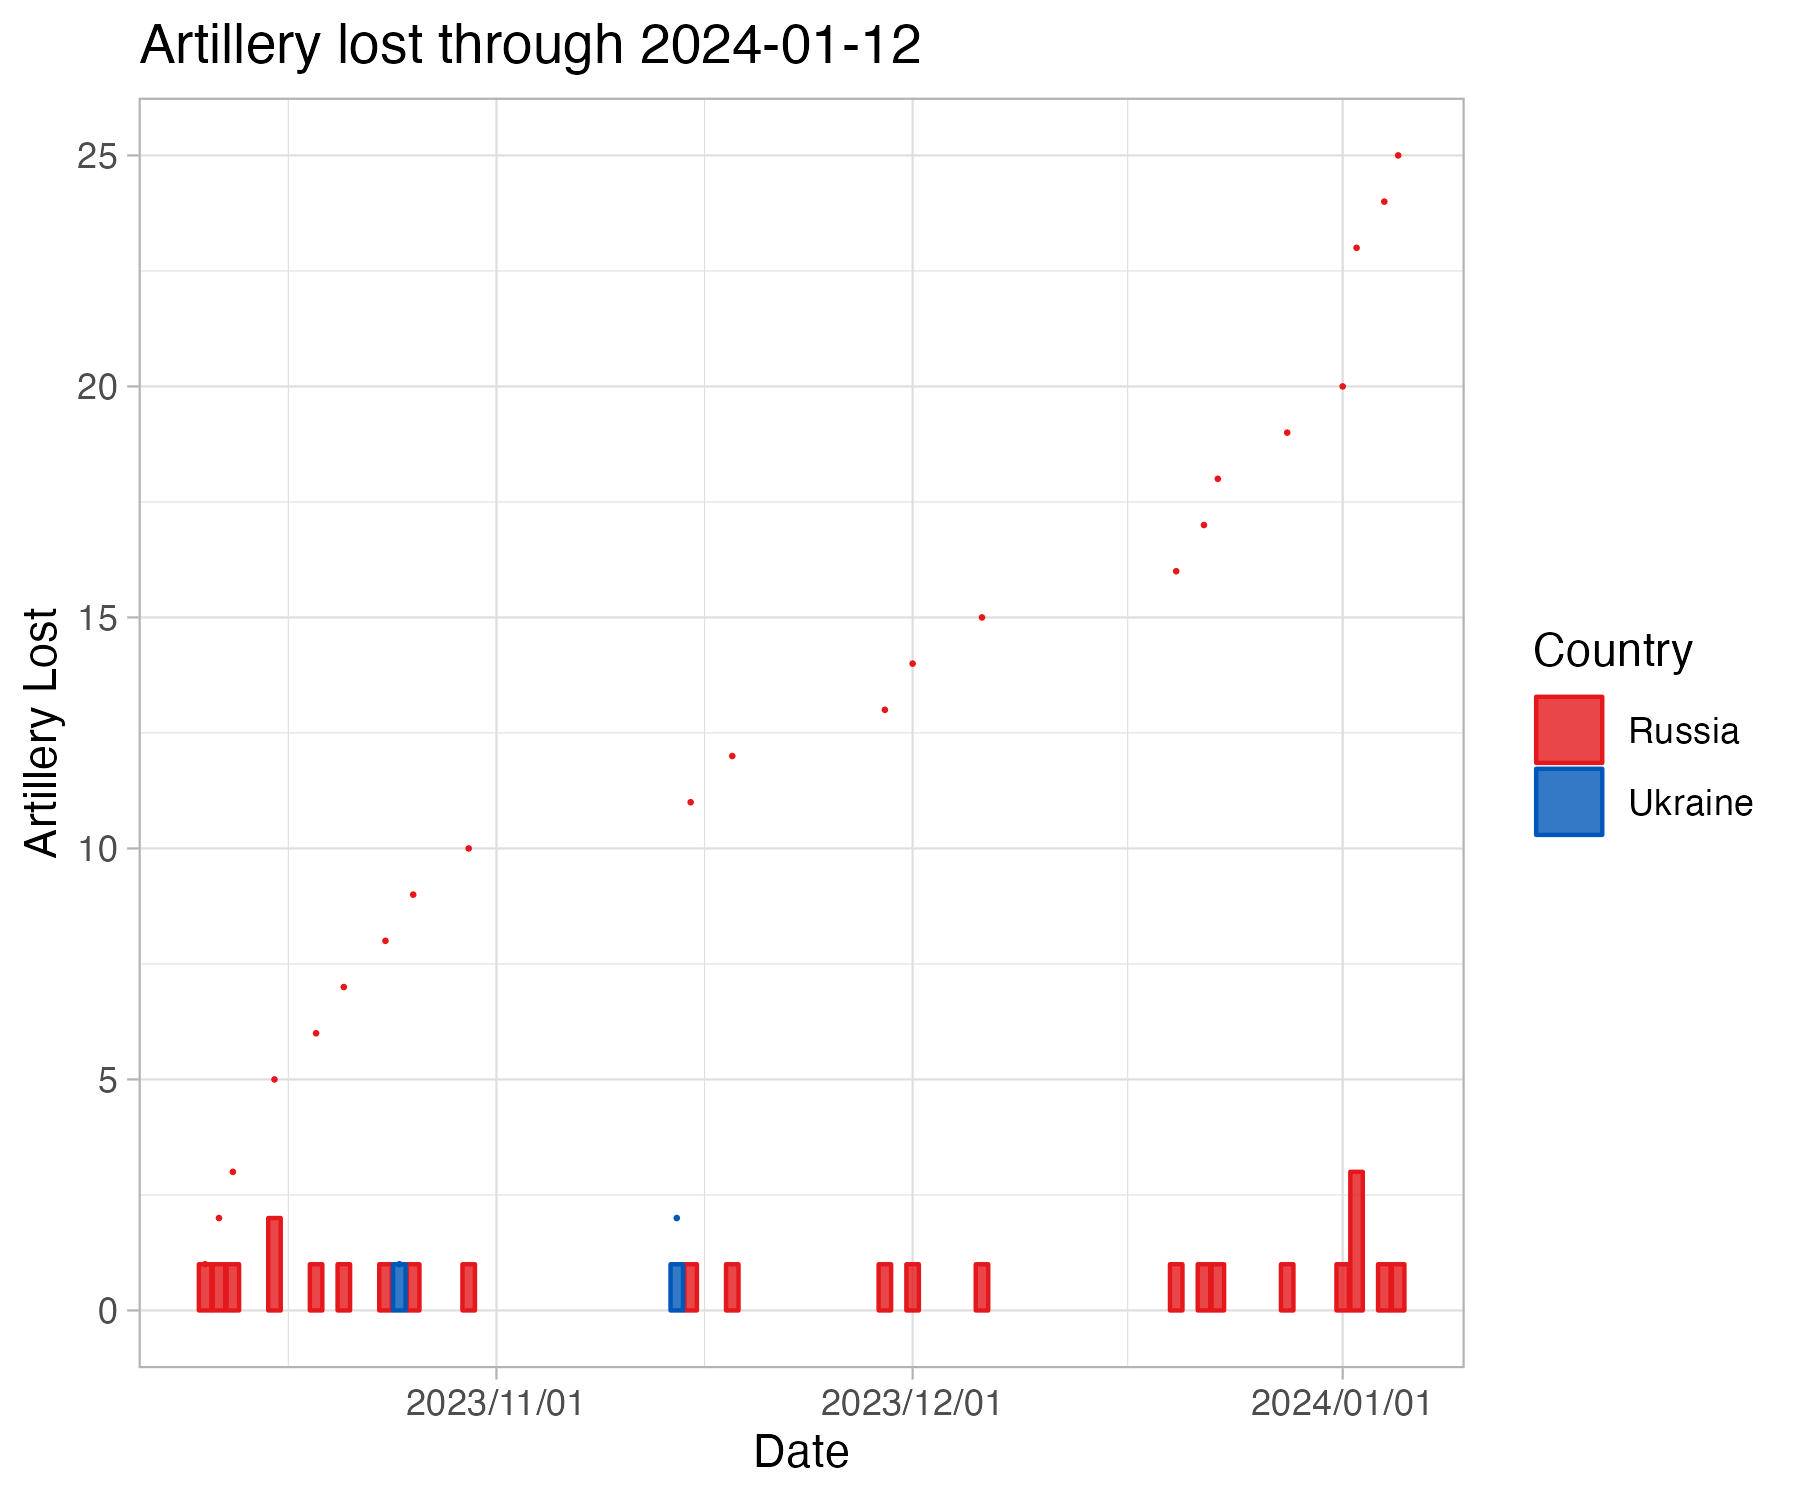 Artillery lost through 2024-01-12
25
20
15
10
5
0
Artillery Lost
2023/11/01 2023/12/01 2024/01/01
Date
Country
Russia
Ukraine